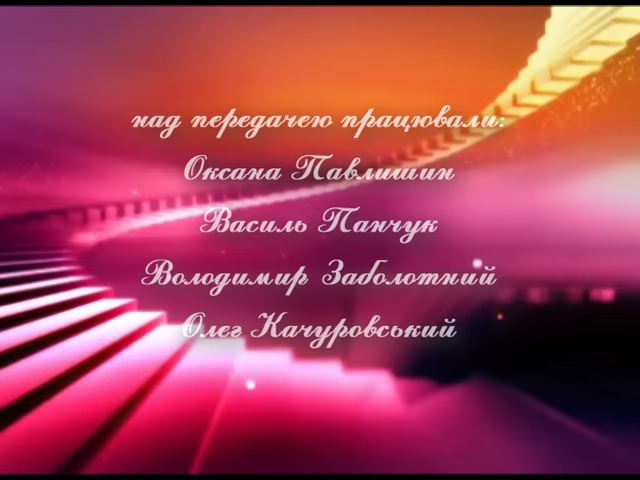 над передачею працювали:
Оксана Павлишин
Василь Панчук
Володимир Заболотний
Олег Качуровський